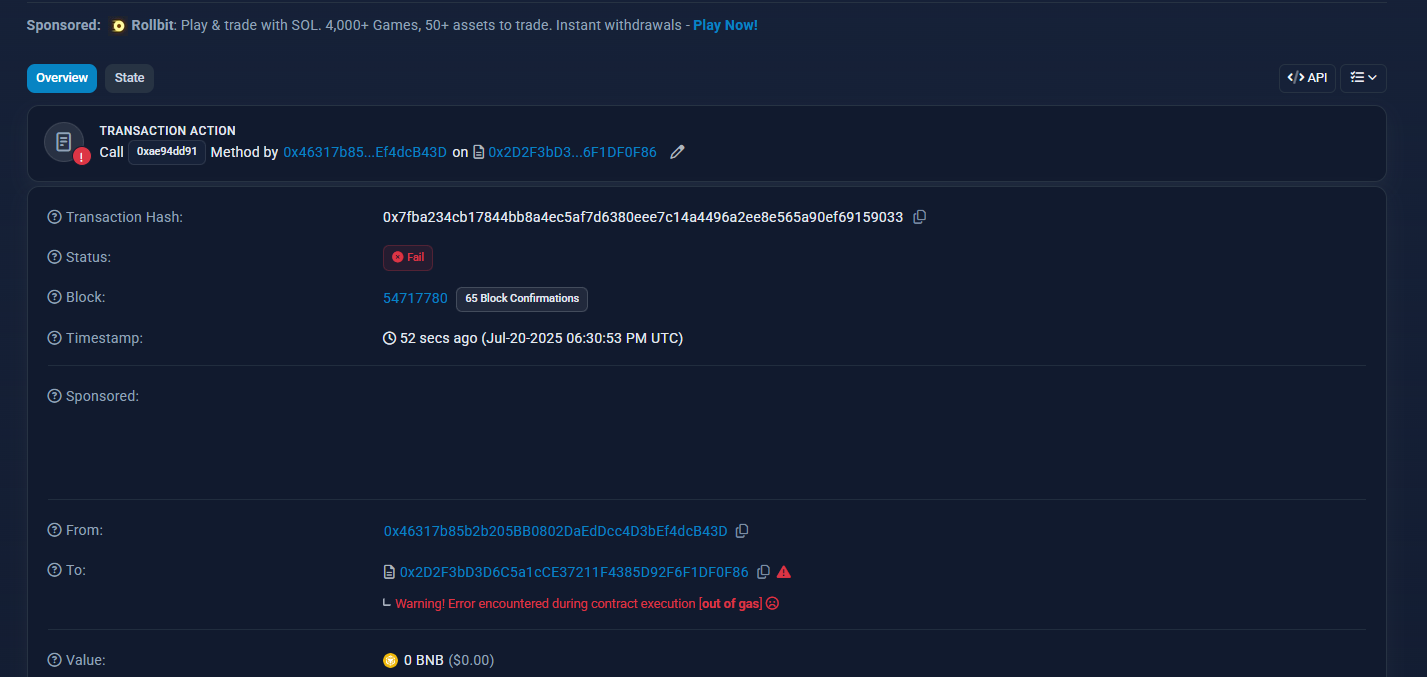 Sponsored: Rollbit: Play & trade with SOL. 4,000+ Games, 50+ assets to trade. Instant withdrawals - Play Now!
Overview State </> API
TRANSACTION ACTION
Call 0xae94dd91 Method by 0x46317b85...Ef4dcB43D on 0x2D2F3bD3...6F1DF0F86
Transaction Hash: 0x7fba234cb17844bb8a4ec5af7d6380eee7c14a4496a2ee8e565a90ef69159033
Status: Fail
Block: 54717780 65 Block Confirmations
Timestamp: 52 secs ago (Jul-20-2025 06:30:53 PM UTC)
Sponsored:
From: 0x46317b85b2b205BB0802DaEdDcc4D3bEf4dcB43D
To: 0x2D2F3bD3D6C5a1cCE37211F4385D92F6F1DF0F86
Warning! Error encountered during contract execution [out of gas]
Value: 0 BNB ($0.00)